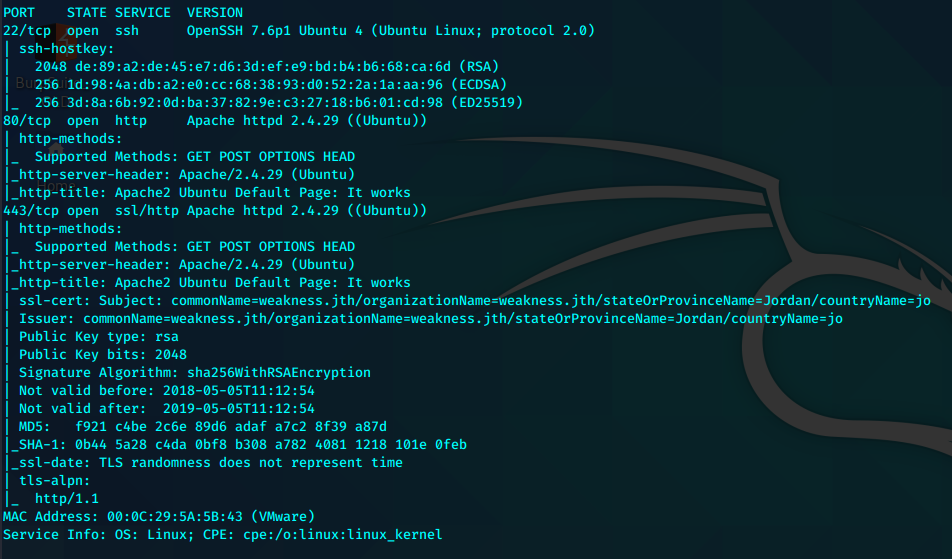 PORT    STATE SERVICE  VERSION
22/tcp  open  ssh      OpenSSH 7.6p1 Ubuntu 4 (Ubuntu Linux; protocol 2.0)
| ssh-hostkey:
|   2048 de:89:a2:de:45:e7:d6:3d:ef:e9:bd:b4:b6:68:ca:6d (RSA)
|   256 1d:98:4a:db:a2:e0:cc:68:38:93:d0:52:2a:1a:aa:96 (ECDSA)
|_  256 3d:8a:6b:92:0d:ba:37:82:9e:c3:27:18:b6:01:cd:98 (ED25519)
80/tcp  open  http     Apache httpd 2.4.29 ((Ubuntu))
| http-methods:
|_  Supported Methods: GET POST OPTIONS HEAD
|_http-server-header: Apache/2.4.29 (Ubuntu)
|_http-title: Apache2 Ubuntu Default Page: It works
443/tcp open  ssl/http Apache httpd 2.4.29 ((Ubuntu))
| http-methods:
|_  Supported Methods: GET POST OPTIONS HEAD
|_http-server-header: Apache/2.4.29 (Ubuntu)
|_http-title: Apache2 Ubuntu Default Page: It works
| ssl-cert: Subject: commonName=weakness.jth/organizationName=weakness.jth/stateOrProvinceName=Jordan/countryName=jo
| Issuer: commonName=weakness.jth/organizationName=weakness.jth/stateOrProvinceName=Jordan/countryName=jo
| Public Key type: rsa
| Public Key bits: 2048
| Signature Algorithm: sha256WithRSAEncryption
| Not valid before: 2018-05-05T11:12:54
| Not valid after:  2019-05-05T11:12:54
| MD5:   f921 c4be 2c6e 89d6 adaf a7c2 8f39 a87d
|_SHA-1: 0b44 5a28 c4da 0bf8 b308 a782 4081 1218 101e 0feb
|_ssl-date: TLS randomness does not represent time
| tls-alpn:
|_  http/1.1
MAC Address: 00:0C:29:5A:5B:43 (VMware)
Service Info: OS: Linux; CPE: cpe:/o:linux:linux_kernel